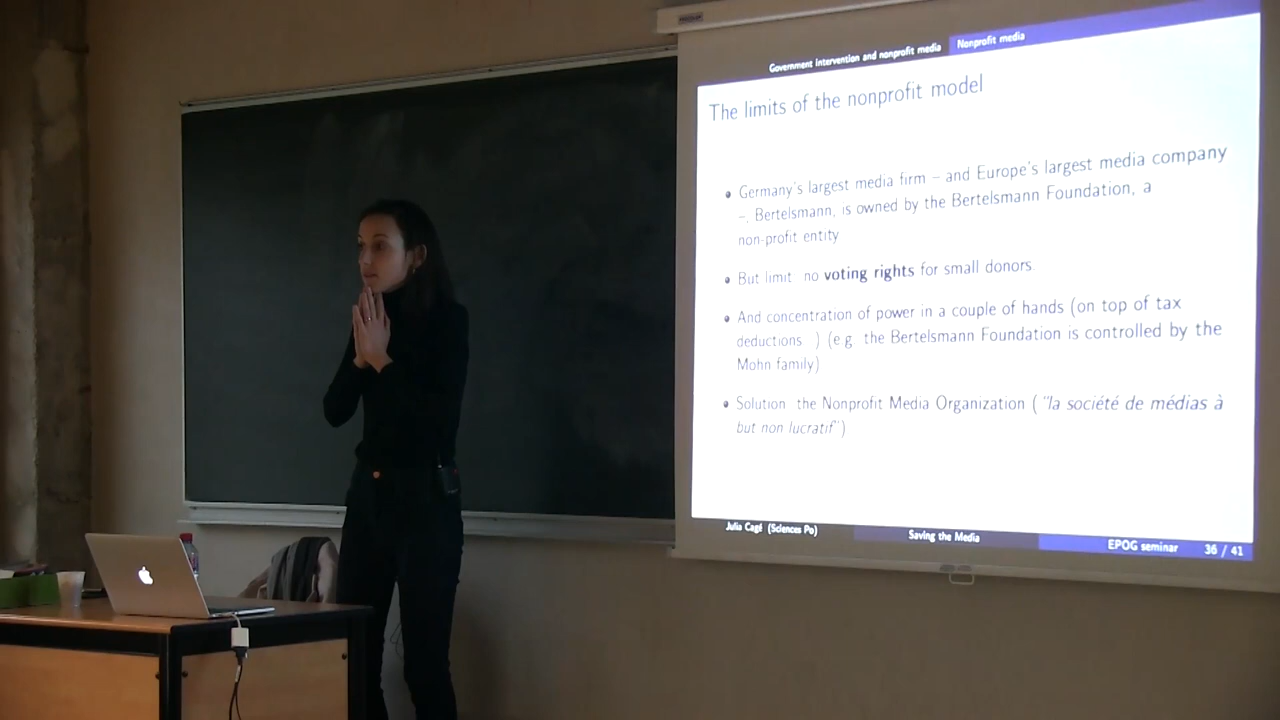 Government intervention and nonprofit media
Nonprofit media
The limits of the nonprofit model
Germany's largest media firm – and Europe's largest media company
–, Bertelsmann, is owned by the Bertelsmann Foundation, a
non-profit entity
But limit no voting rights for small donors
And concentration of power in a couple of hands (on top of tax
deductions ) (e g the Bertelsmann Foundation is controlled by the
Mohn family)
Solution the Nonprofit Media Organization ( "la société de médias à
but non lucratif")
Julia Cagé (Sciences Po)
Saving the Media
EPOG seminar
36 / 41